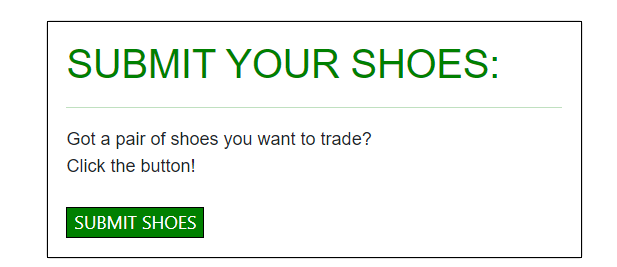 SUBMIT YOUR SHOES:
Got a pair of shoes you want to trade?
Click the button!
SUBMIT SHOES